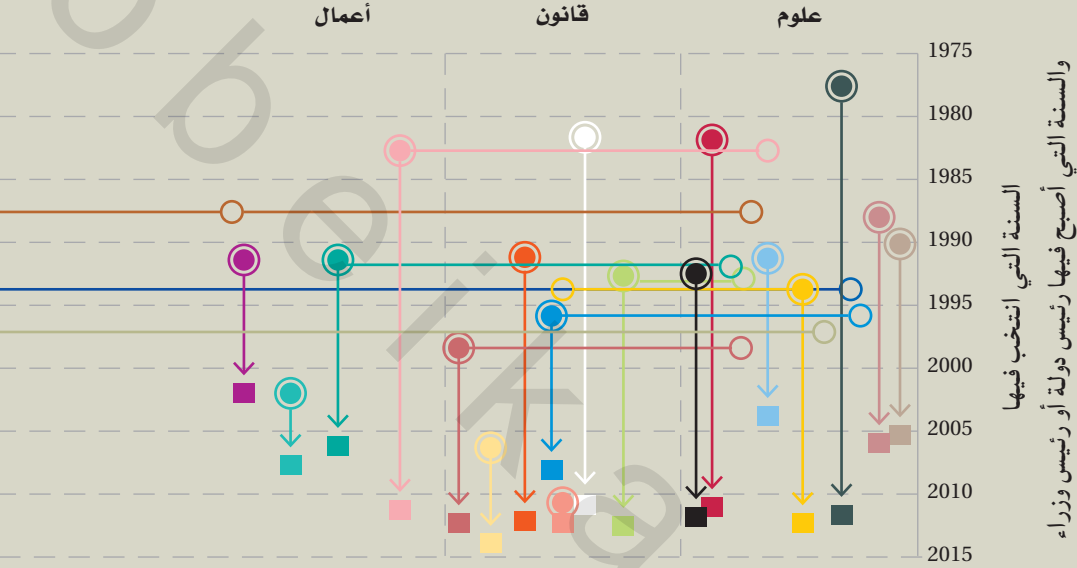 علوم
قانون
أعمال
1975
1980
1985
1990
1995
2000
2005
2010
2015
السنة التي انتخب فيها
والسنة التي أصبح فيها رئيس دولة أو رئيس وزراء
obeika